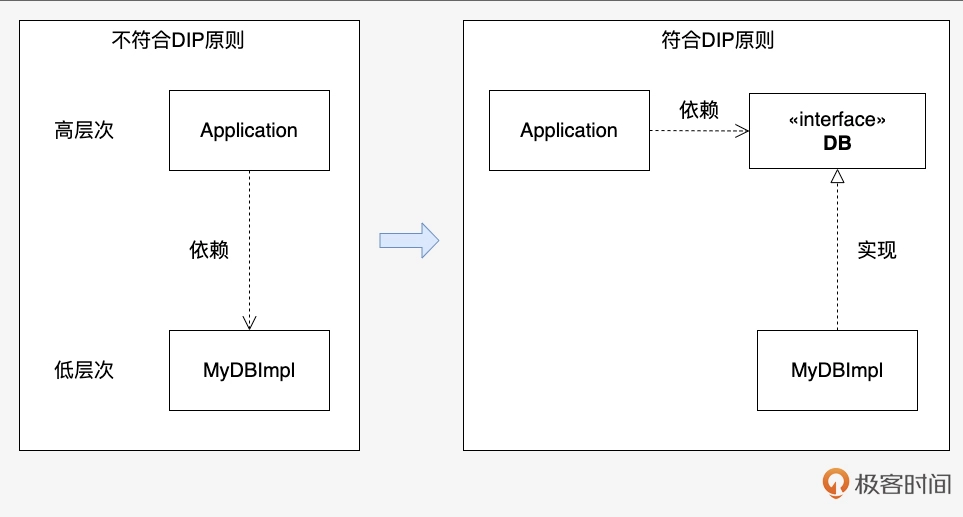 不符合DIP原则
高层次
Application
依赖
低层次
MyDBImpl
符合DIP原则
Application
依赖
«interface»
DB
实现
MyDBImpl
极客时间